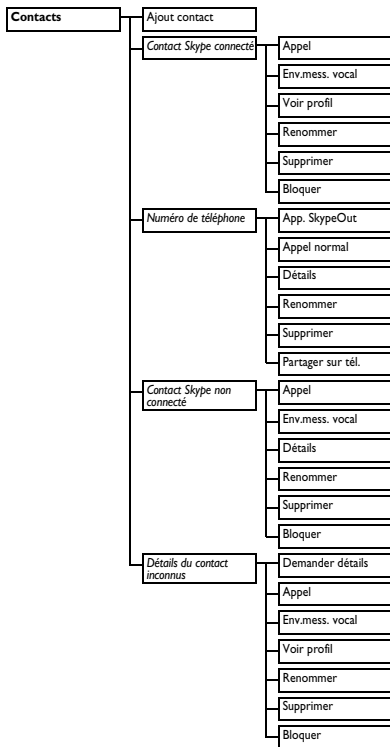 Contacts
Ajout contact
Contact Skype connecté
Appel
Env.mess. vocal
Voir profil
Renommer
Supprimer
Bloquer
Numéro de téléphone
App. SkypeOut
Appel normal
Détails
Renommer
Supprimer
Partager sur tél.
Contact Skype non
connecté
Appel
Env.mess. vocal
Détails
Renommer
Supprimer
Bloquer
Détails du contact
inconnus
Demander détails
Appel
Env.mess. vocal
Voir profil
Renommer
Supprimer
Bloquer